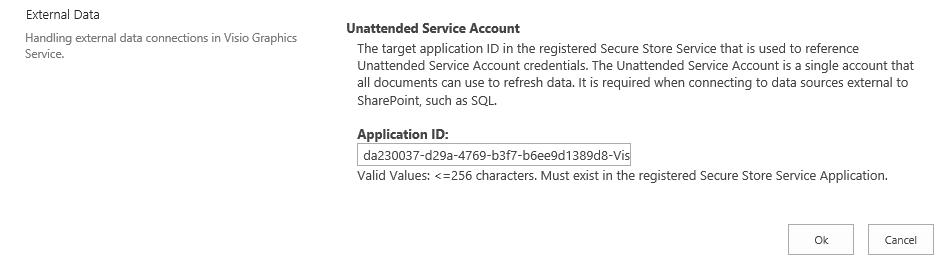 External Data
Handling external data connections in Visio Graphics
Service.
Unattended Service Account
The target application ID in the registered Secure Store Service that is used to reference
Unattended Service Account credentials. The Unattended Service Account is a single account that
all documents can use to refresh data. It is required when connecting to data sources external to
SharePoint, such as SQL.
Application ID:
da230037-d29a-4769-b3f7-b6ee9d1389d8-Vis
Valid Values: <=256 characters. Must exist in the registered Secure Store Service Application.
Ok
Cancel